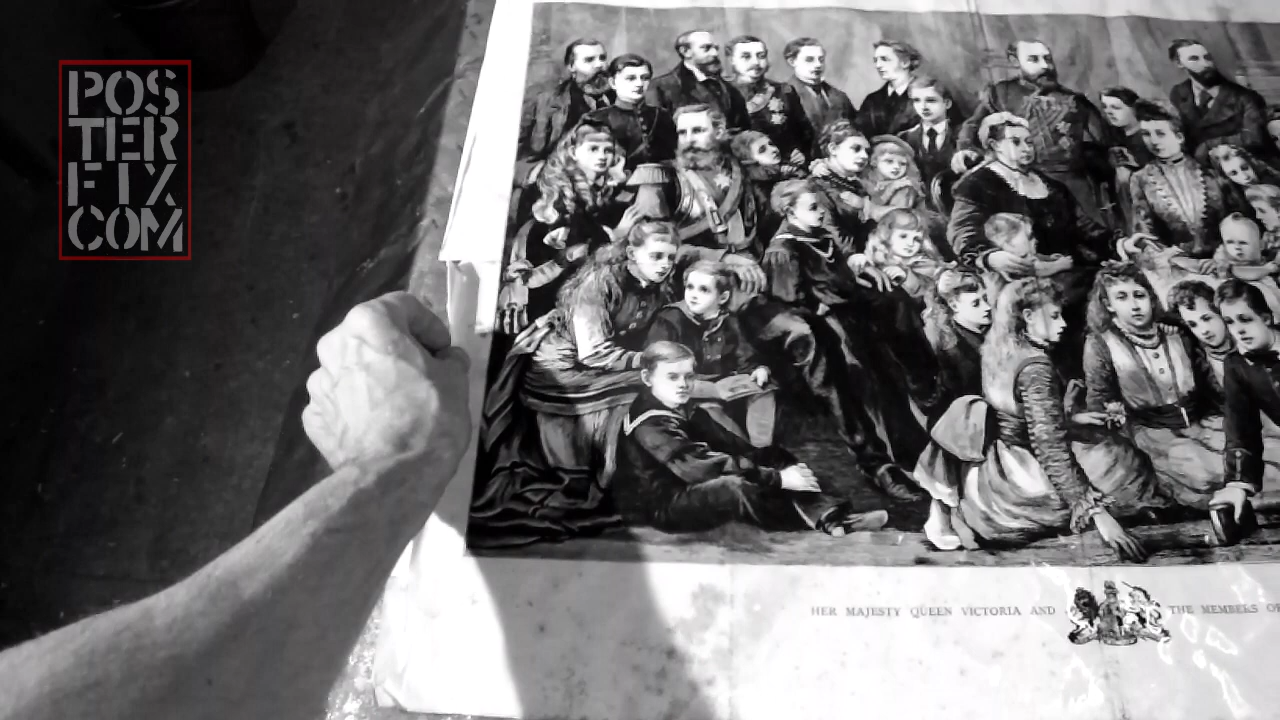 POS
TER
FIX
COM
HER MAJESTY QUEEN VICTORIA AND THE MEMBERS OF